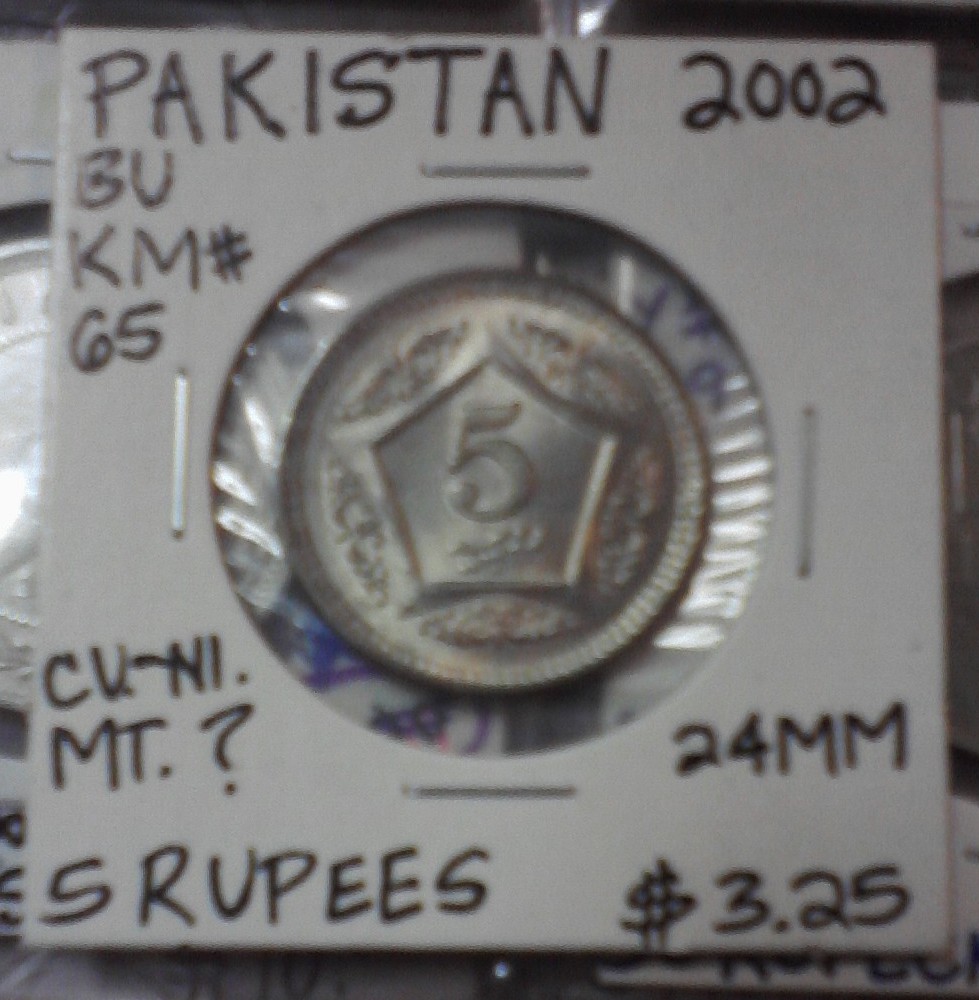 PAKISTAN 2002
BU
KM#
65
5
CU-NI.
MT. ?
24MM
5 RUPEES
$3.25